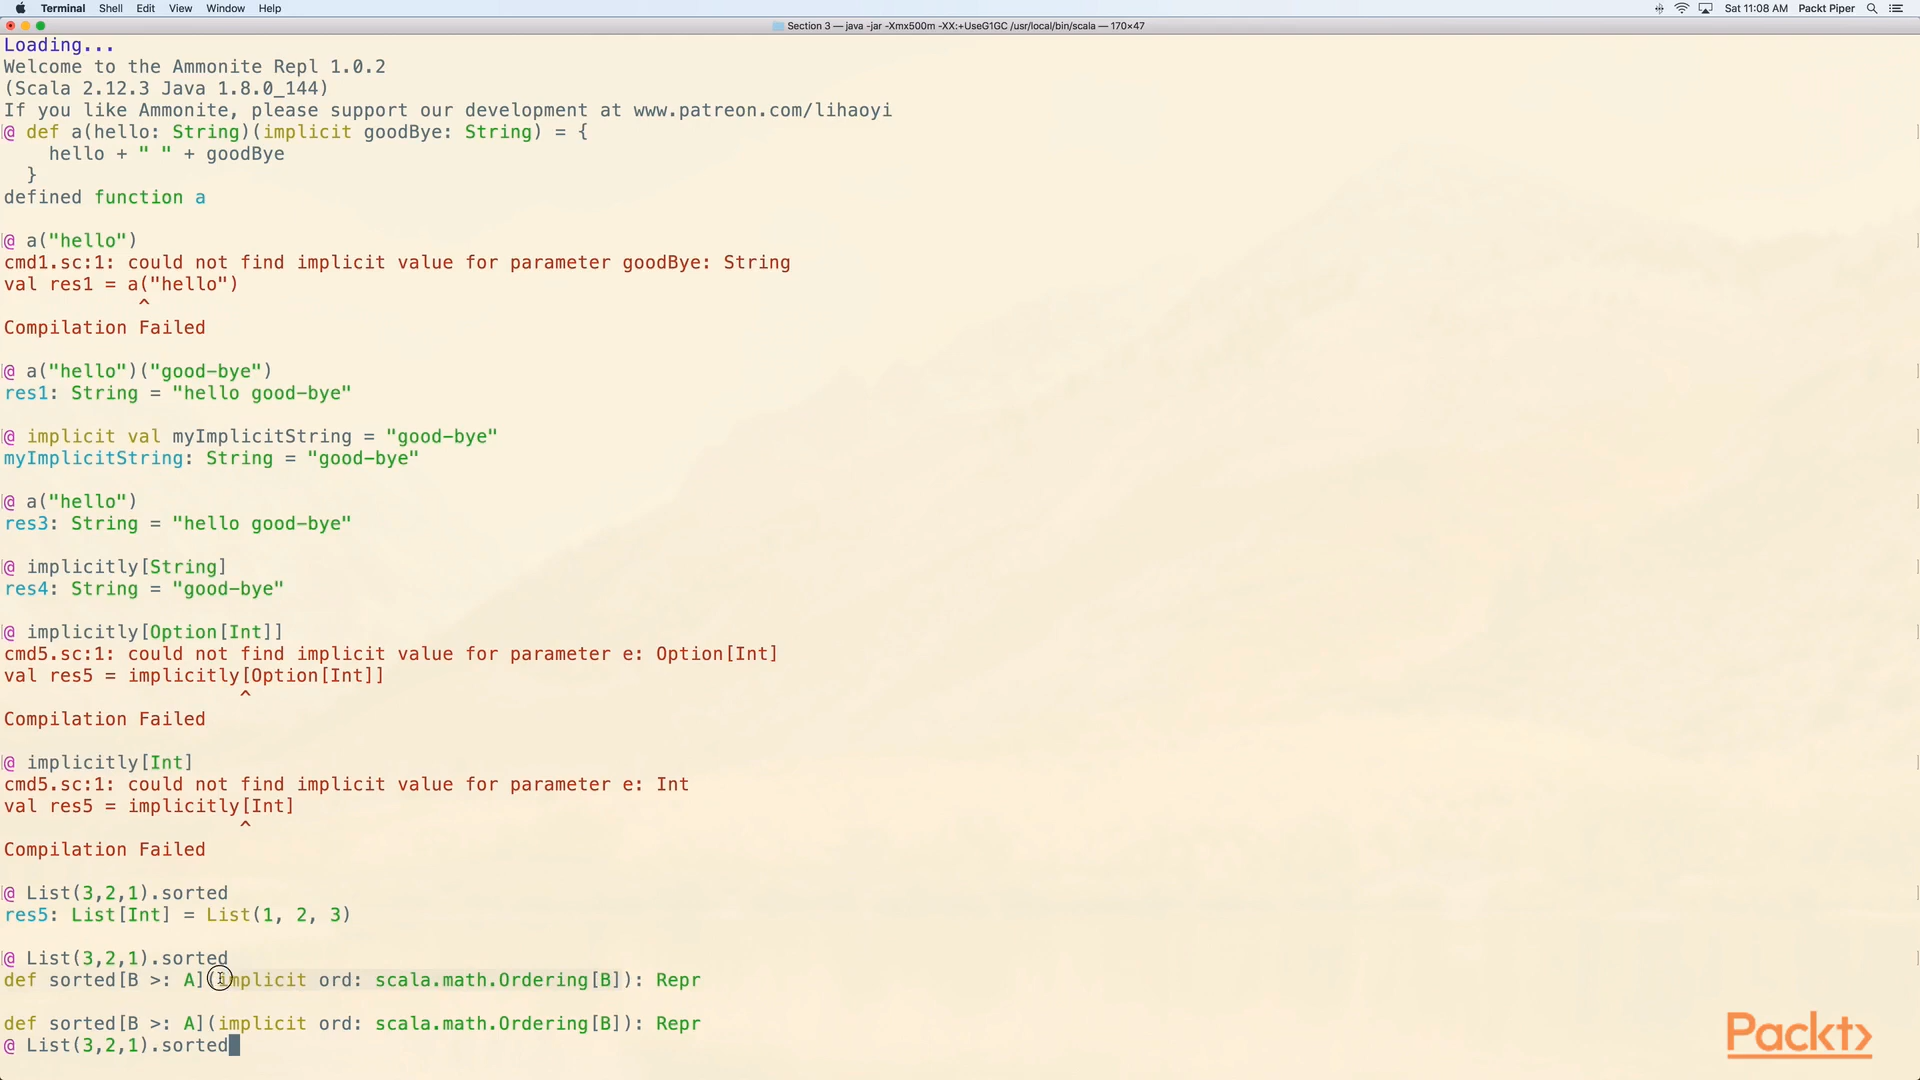 Terminal Shell Edit View Window Help Sat 11:08 AM Packt Piper
Section 3 — java -jar -Xmx500m -XX:+UseG1GC /usr/local/bin/scala — 170×47
Loading...
Welcome to the Ammonite Repl 1.0.2
(Scala 2.12.3 Java 1.8.0_144)
If you like Ammonite, please support our development at www.patreon.com/lihaoyi
@ def a(hello: String)(implicit goodBye: String) = {
    hello + " " + goodBye
  }
defined function a
@ a("hello")
cmd1.sc:1: could not find implicit value for parameter goodBye: String
val res1 = a("hello")
            ^
Compilation Failed
@ a("hello")("good-bye")
res1: String = "hello good-bye"
@ implicit val myImplicitString = "good-bye"
myImplicitString: String = "good-bye"
@ a("hello")
res3: String = "hello good-bye"
@ implicitly[String]
res4: String = "good-bye"
@ implicitly[Option[Int]]
cmd5.sc:1: could not find implicit value for parameter e: Option[Int]
val res5 = implicitly[Option[Int]]
                     ^
Compilation Failed
@ implicitly[Int]
cmd5.sc:1: could not find implicit value for parameter e: Int
val res5 = implicitly[Int]
                     ^
Compilation Failed
@ List(3,2,1).sorted
res5: List[Int] = List(1, 2, 3)
@ List(3,2,1).sorted
def sorted[B >: A](implicit ord: scala.math.Ordering[B]): Repr
def sorted[B >: A](implicit ord: scala.math.Ordering[B]): Repr
@ List(3,2,1).sorted
Packt>